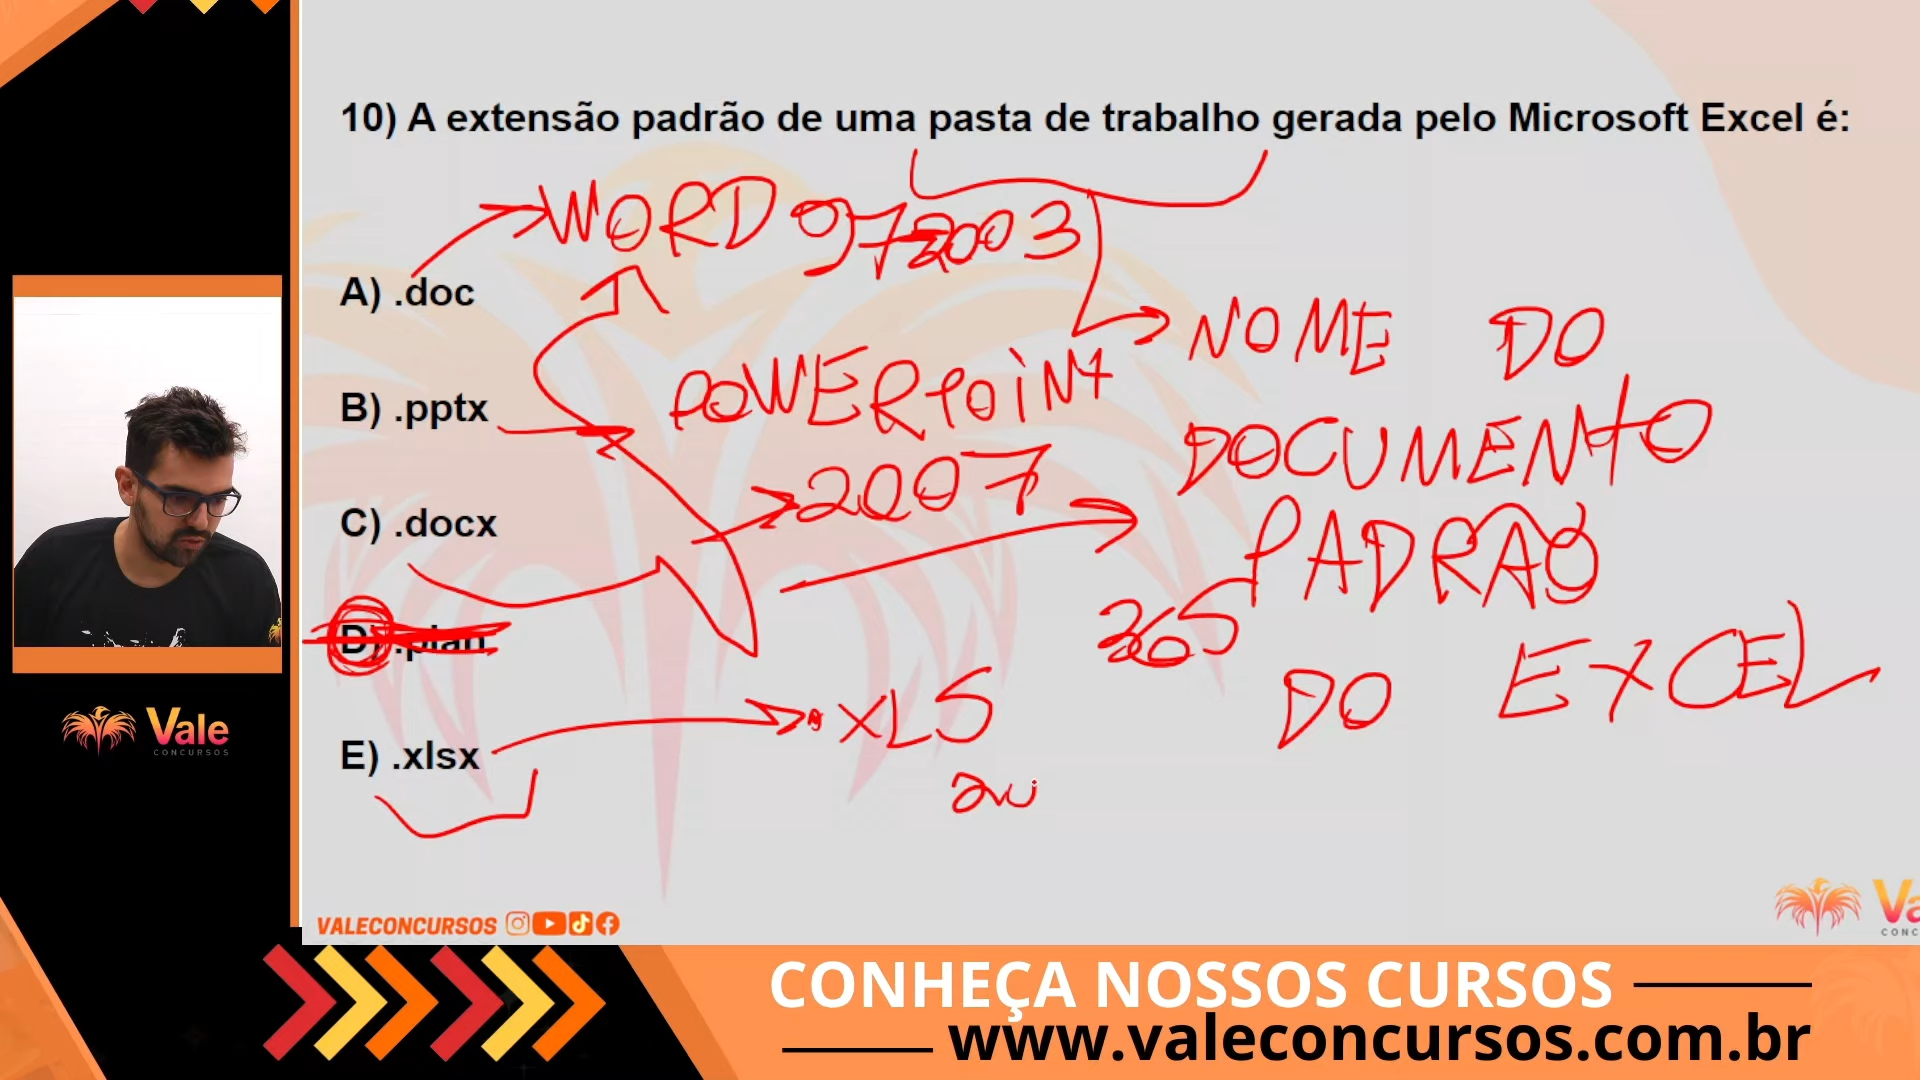 10) A extensão padrão de uma pasta de trabalho gerada pelo Microsoft Excel é:
WORD 97-2003
A) .doc
NOME DO
B) .pptx
POWERPOINT
DOCUMENTO
2007
C) .docx
PADRÃO
365
D) .plan
DO EXCEL
.XLS
E) .xlsx
Vale
CONCURSOS
VALECONCURSOS
Va
CONC
CONHEÇA NOSSOS CURSOS
www.valeconcursos.com.br